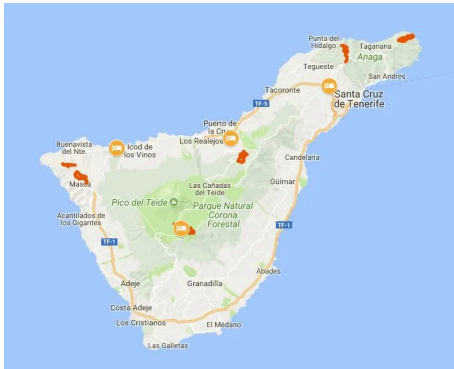 Punta del
Hidalgo
Taganana
Anaga
Tegueste
San Andres
Tacoronte
Santa Cruz
de Tenerife
TF-5
Puerto de
la Cru
Los Realejos
Buenavista
del Nte.
Icod de
los Vinos
Candelaria
Masca
Las Cañadas
del Teide
Güimar
Pico del Teide
Parque Natural
Corona
Forestal
Acantilados de
los Gigantes
TF-1
TF-1
Abades
Adeje
Granadilla
Costa Adeje
Los Cristianos
El Médano
Las Galletas